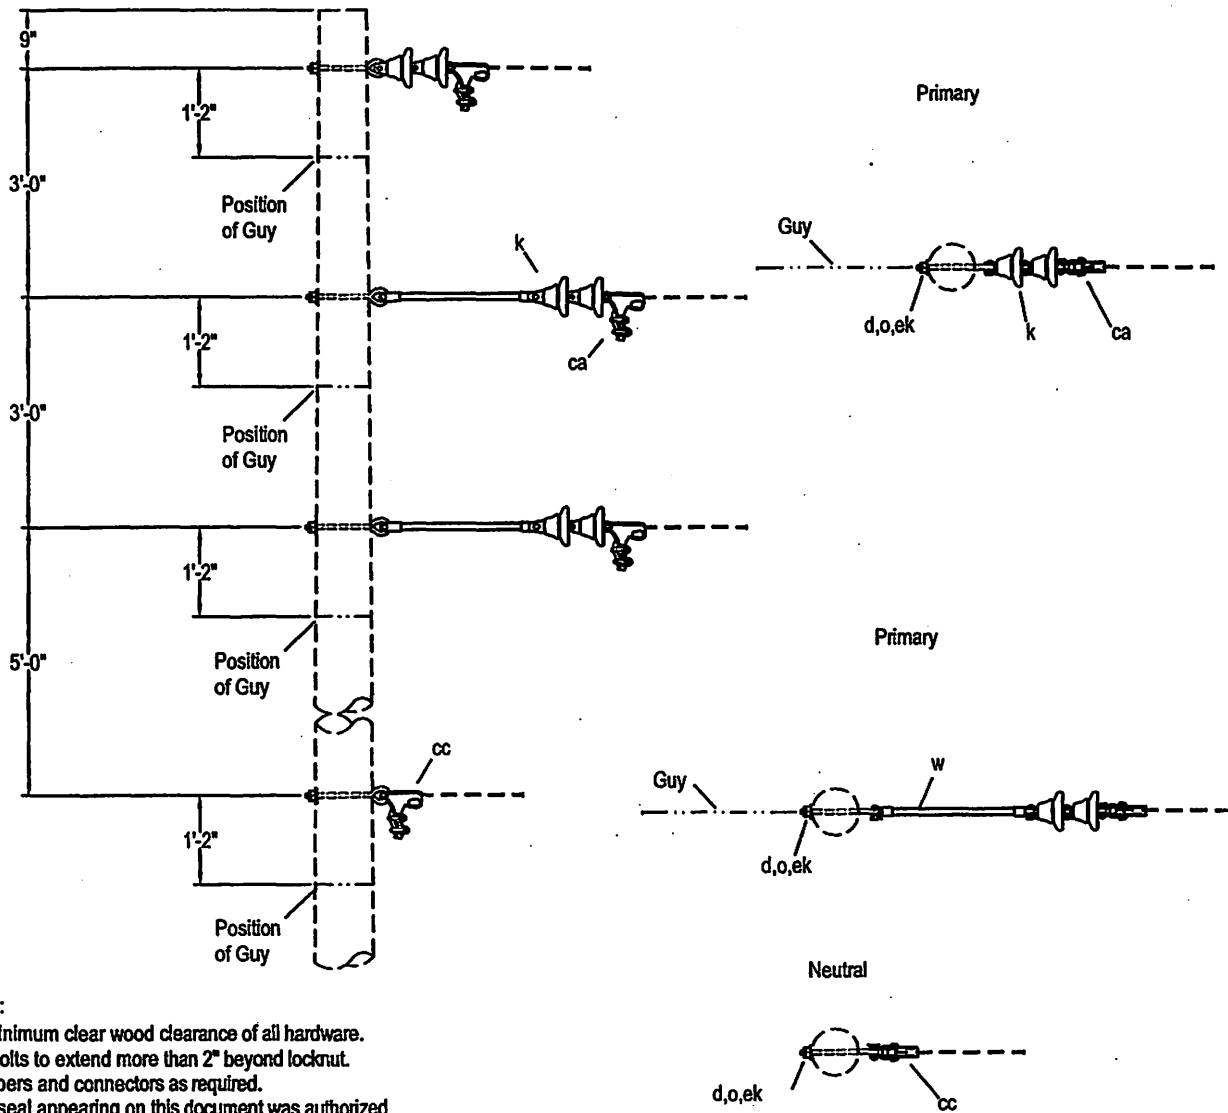 9"
1'-2"
Primary
3'-0"
Position
of Guy
Guy
k
d,o,ek
k
ca
1'-2"
ca
3'-0"
Position
of Guy
1'-2"
Primary
5'-0"
Position
of Guy
cc
w
Guy
1'-2"
d,o,ek
Position
of Guy
Neutral
:
nimum clear wood clearance of all hardware.
olts to extend more than 2" beyond locknut.
bers and connectors as required.
seal appearing on this document was authorized
d,o,ek
cc